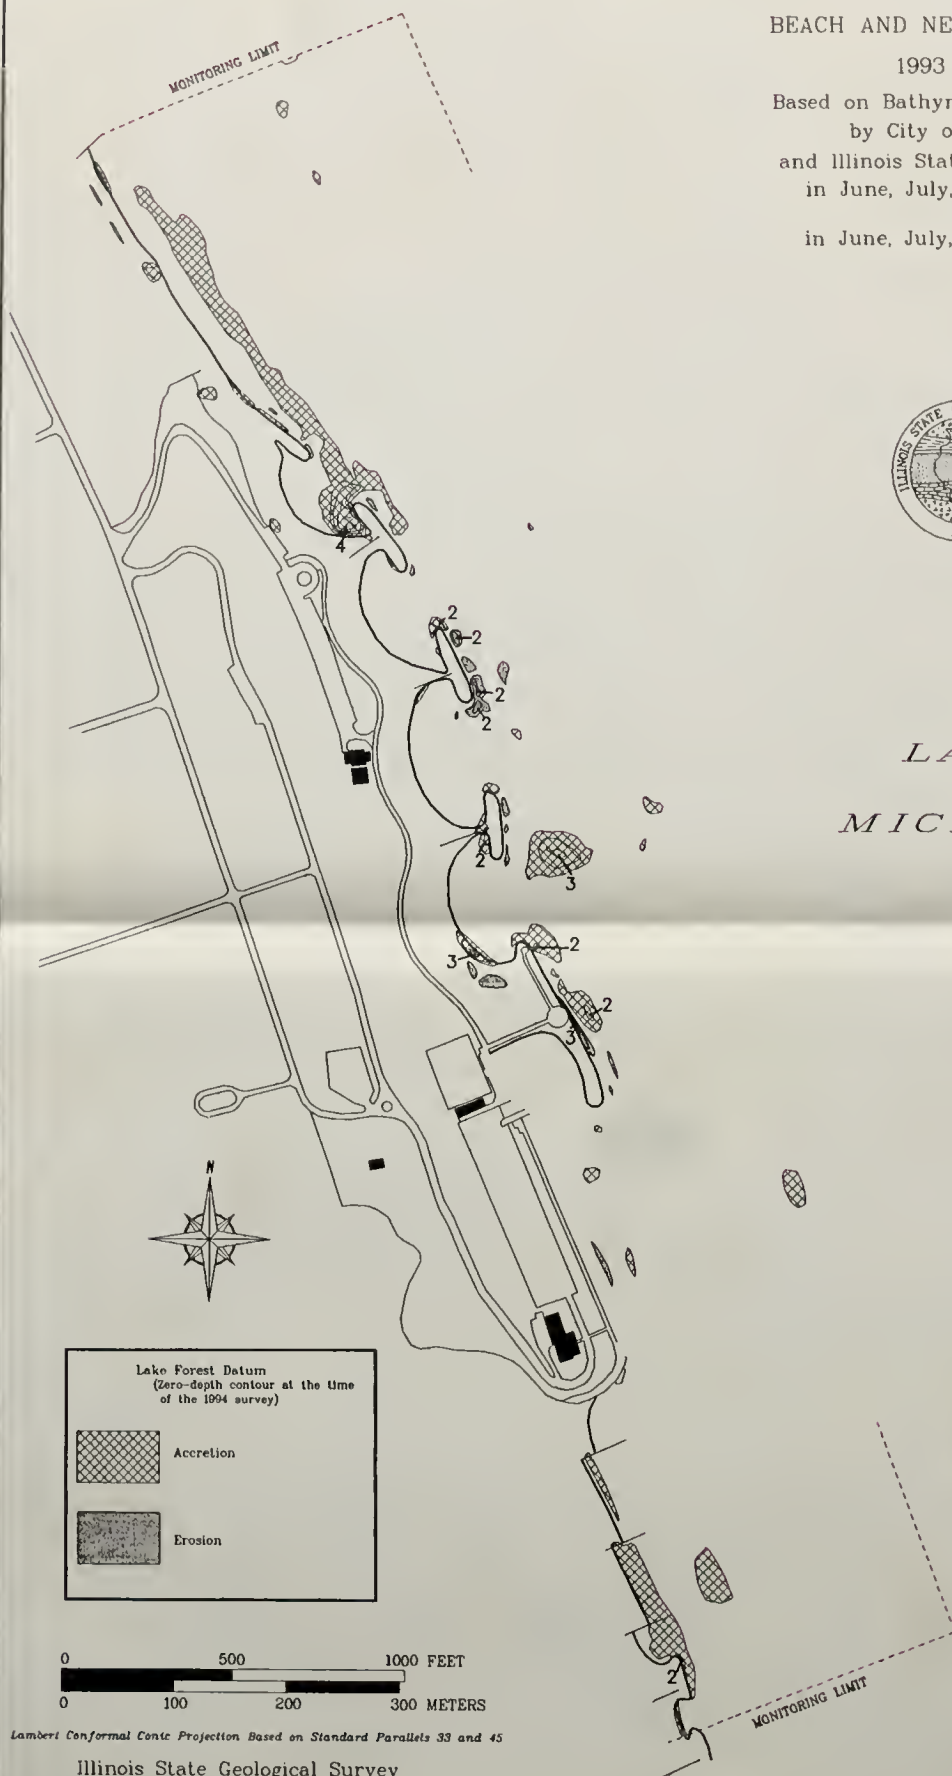 BEACH AND NE
1993
Based on Bathyr
by City o
and Illinois Stat
in June, July,
in June, July,
MONITORING LIMIT
ILLINOIS STATE
4
2
2
2
2
LA
MIC
2
3
2
3
2
3
N
Lake Forest Datum
(Zero-depth contour at the time
of the 1994 survey)
Accretion
Erosion
2
MONITORING LIMIT
0 500 1000 FEET
0 100 200 300 METERS
Lambert Conformal Conic Projection Based on Standard Parallels 33 and 45
Illinois State Geological Survey